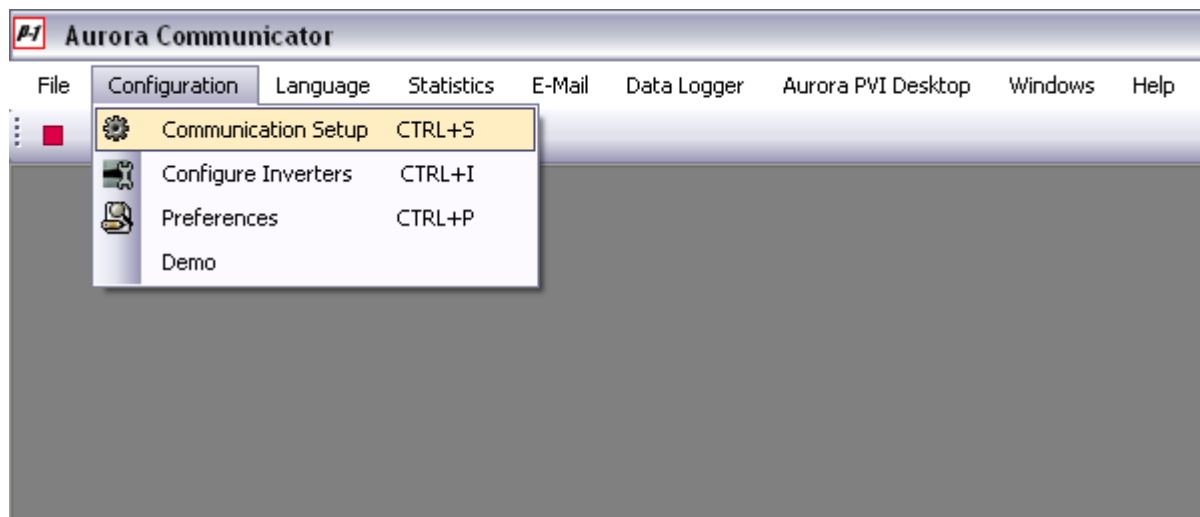 P-1 Aurora Communicator
File Configuration Language Statistics E-Mail Data Logger Aurora PVI Desktop Windows Help
Communication Setup CTRL+S
Configure Inverters CTRL+I
Preferences CTRL+P
Demo